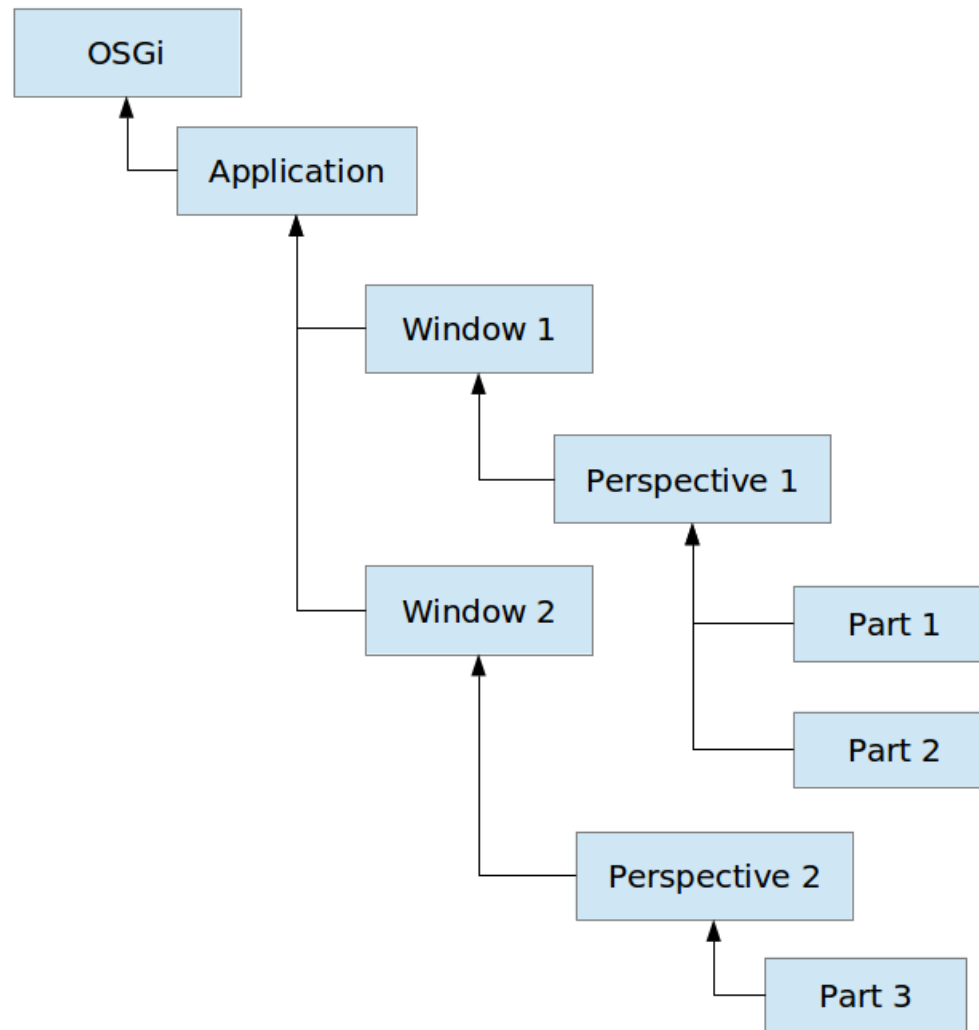 OSGi
Application
Window 1
Perspective 1
Window 2
Part 1
Part 2
Perspective 2
Part 3